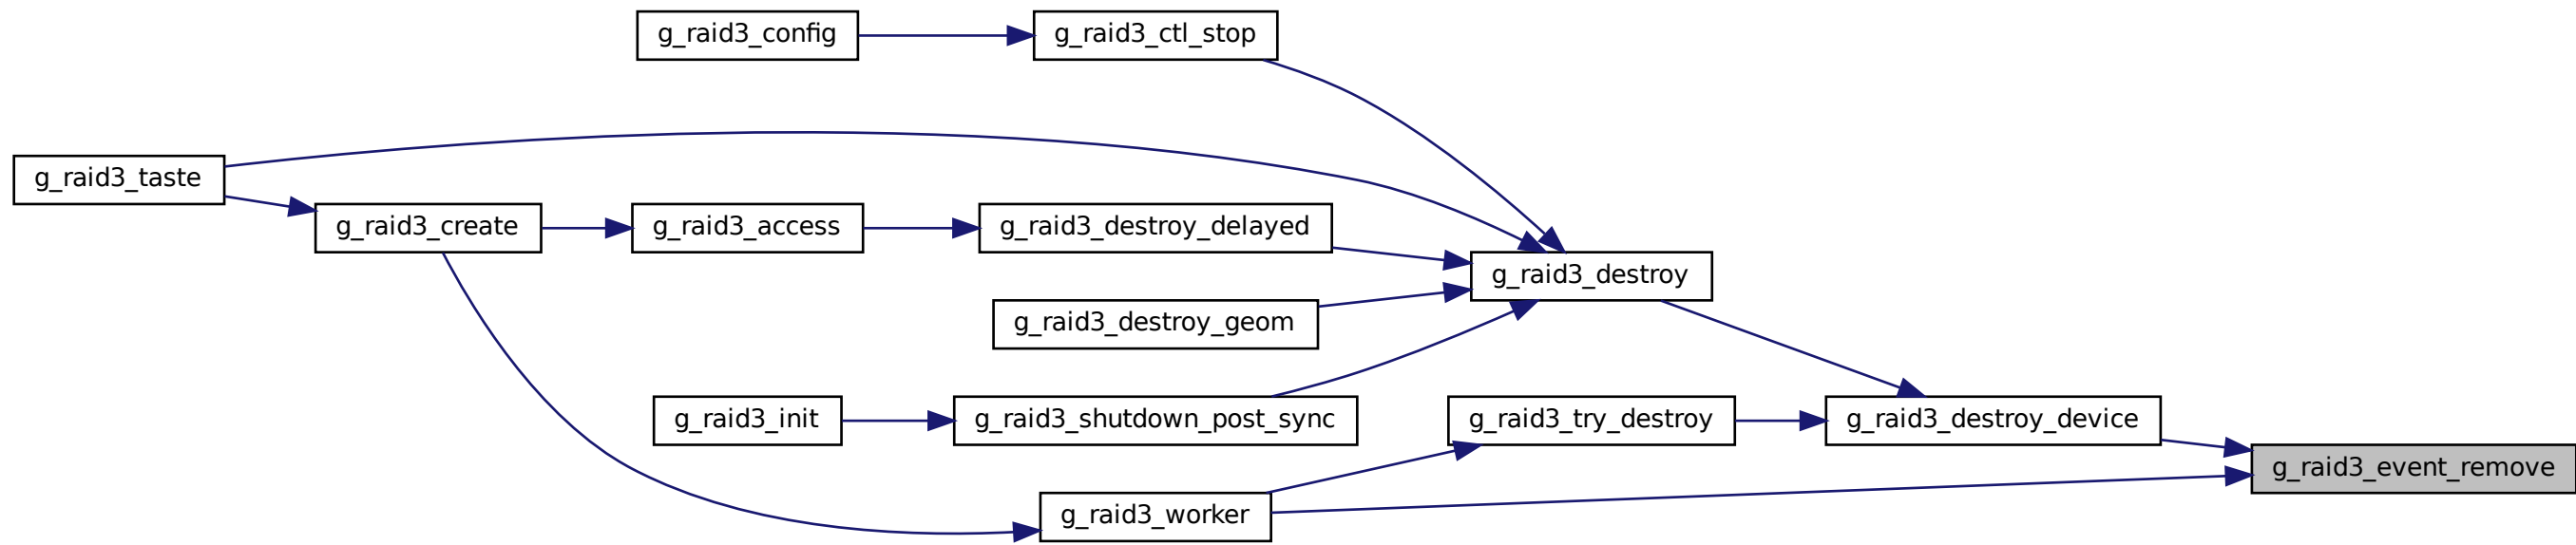 g_raid3_config
g_raid3_ctl_stop
g_raid3_taste
g_raid3_create
g_raid3_access
g_raid3_destroy_delayed
g_raid3_destroy
g_raid3_destroy_geom
g_raid3_init
g_raid3_shutdown_post_sync
g_raid3_try_destroy
g_raid3_destroy_device
g_raid3_event_remove
g_raid3_worker